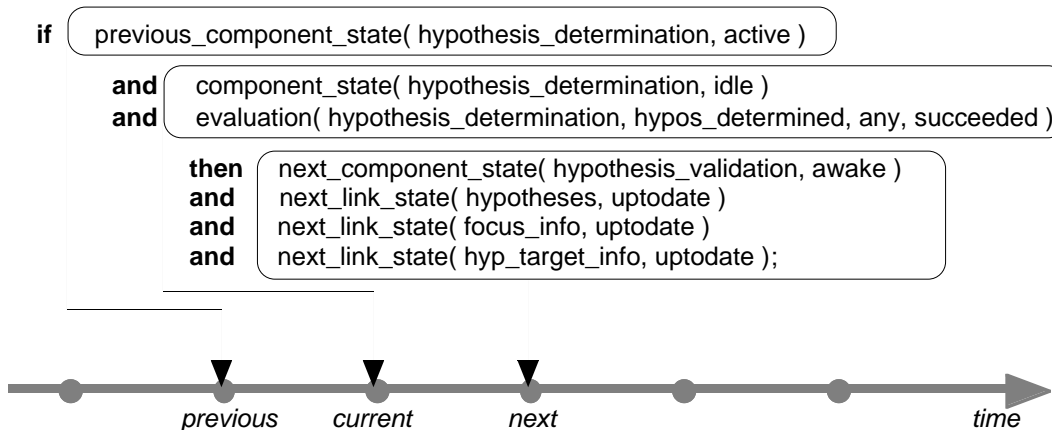 if previous_component_state( hypothesis_determination, active )
and component_state( hypothesis_determination, idle )
and evaluation( hypothesis_determination, hypos_determined, any, succeeded )
then next_component_state( hypothesis_validation, awake )
and next_link_state( hypotheses, uptodate )
and next_link_state( focus_info, uptodate )
and next_link_state( hyp_target_info, uptodate );
previous current next time